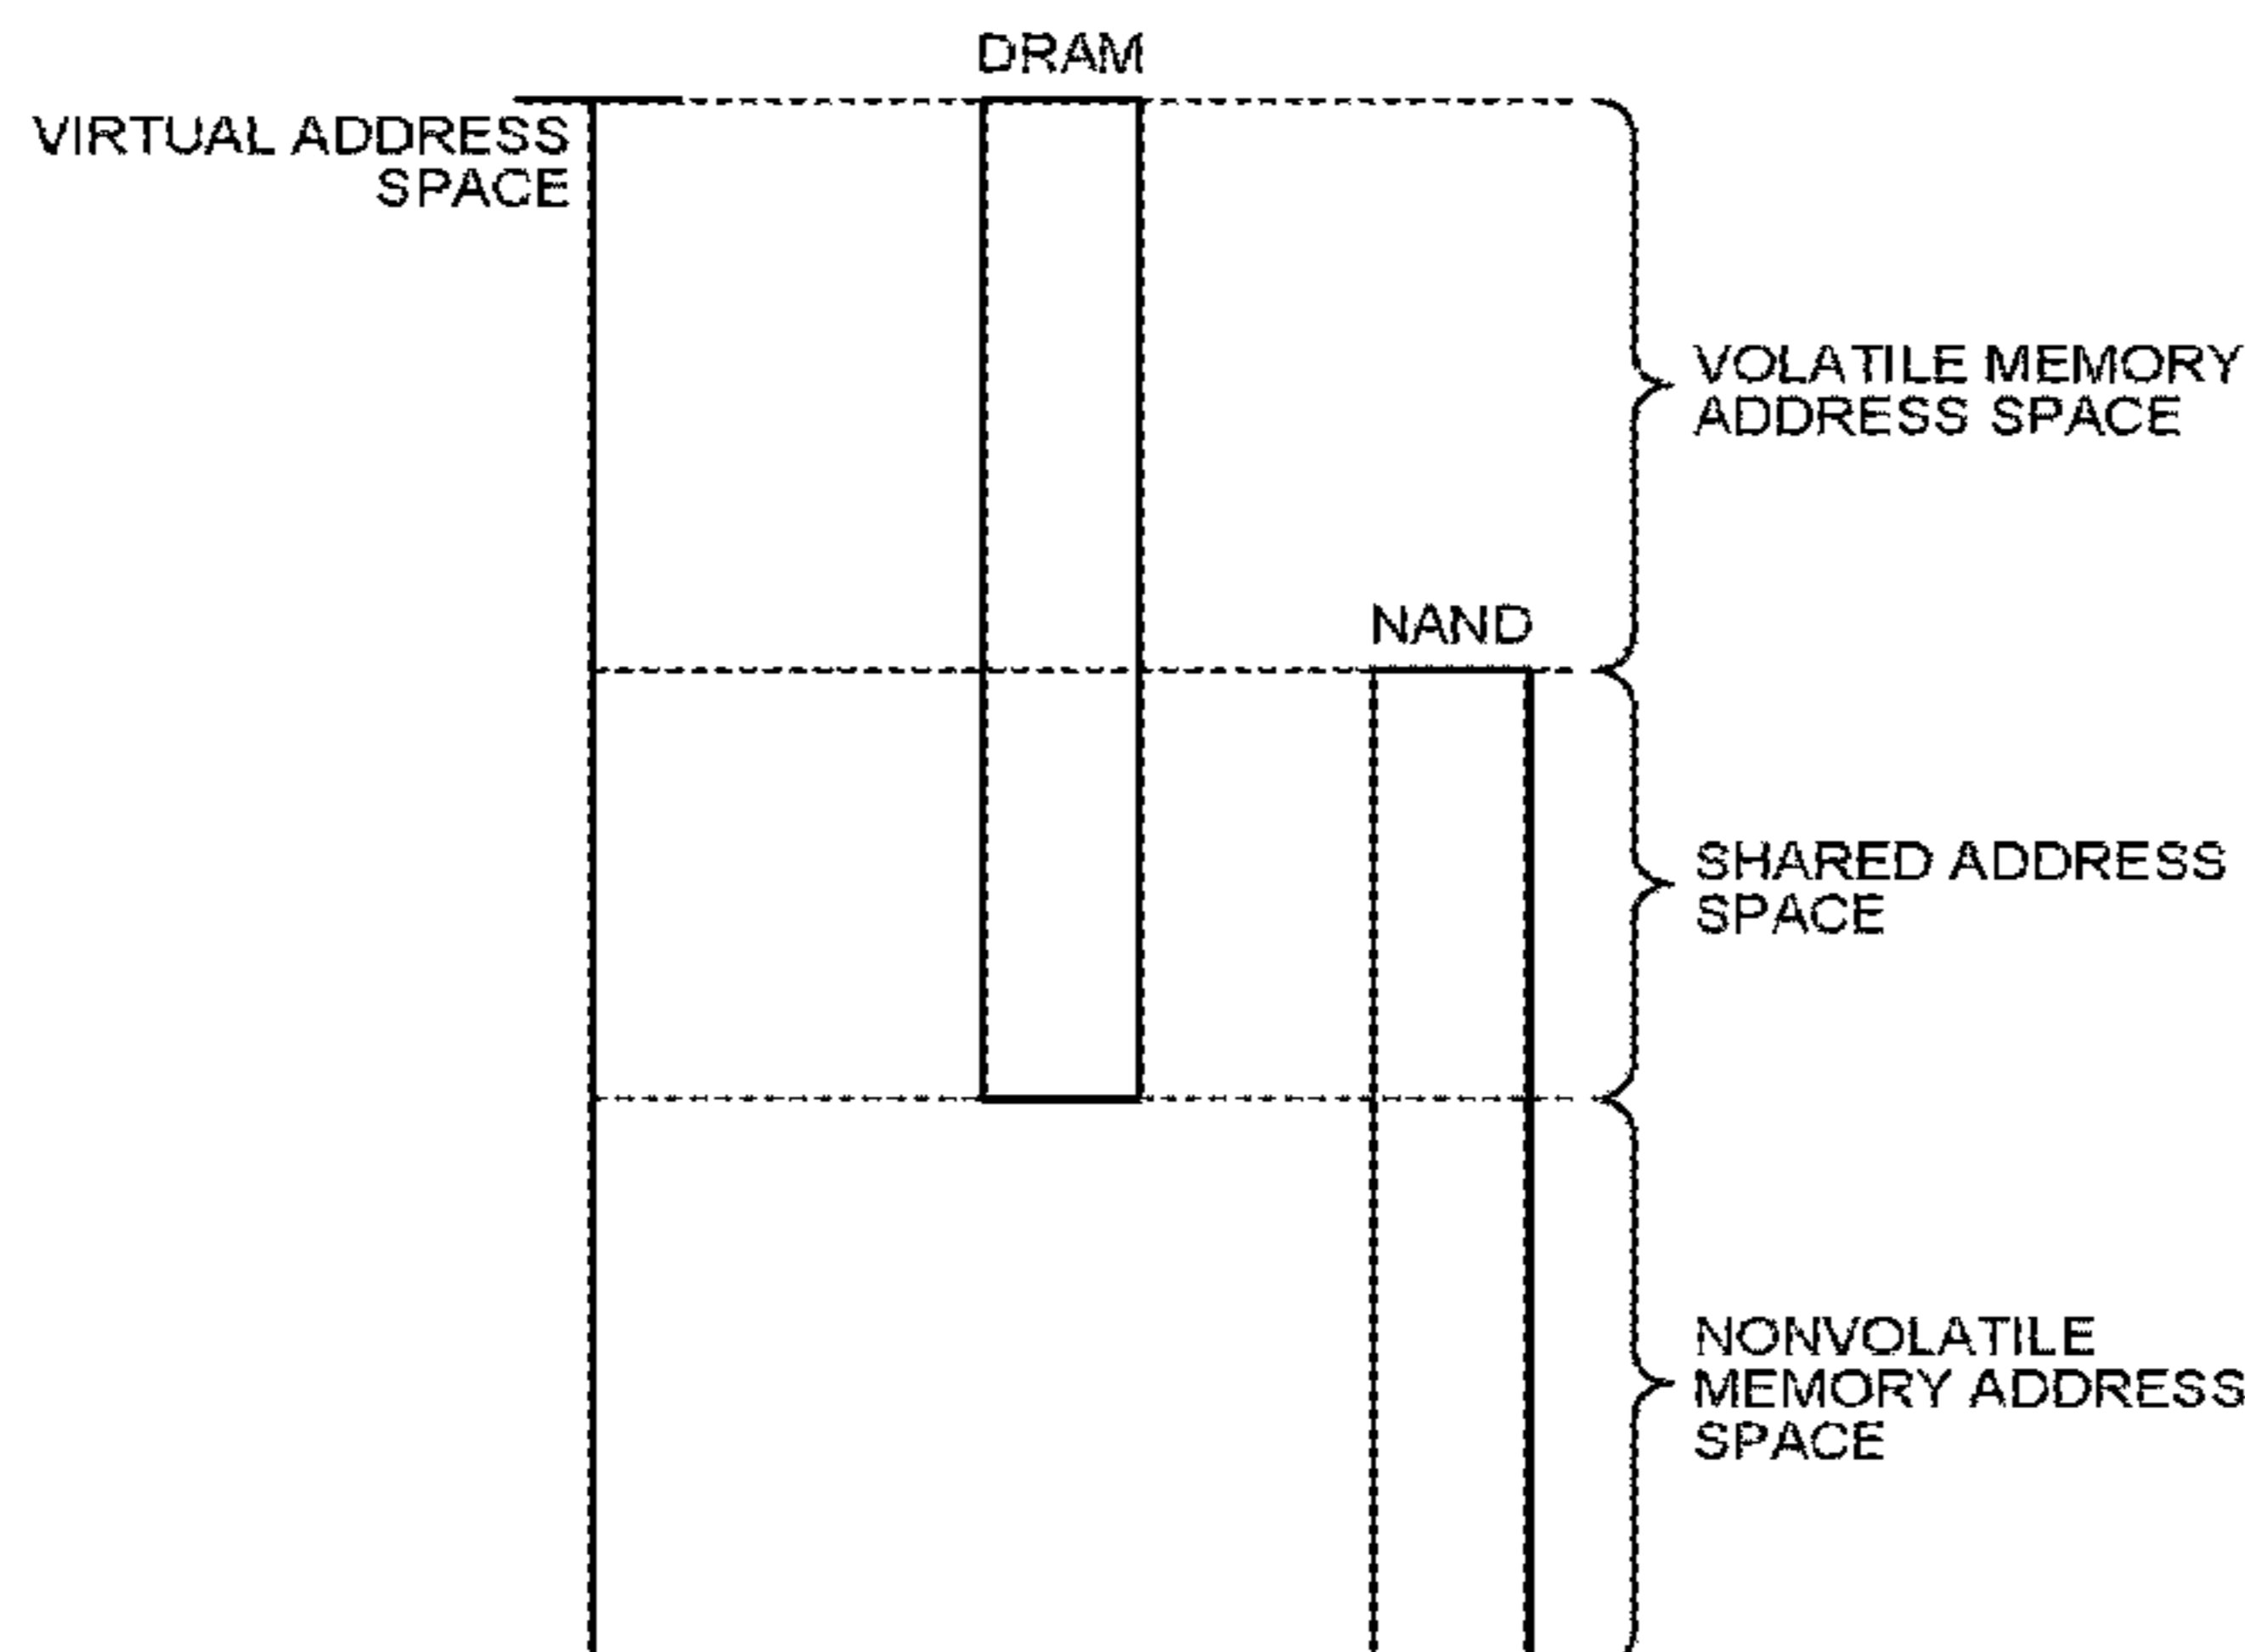 DRAM
VIRTUAL ADDRESS
SPACE
VOLATILE MEMORY
ADDRESS SPACE
NAND
SHARED ADDRESS
SPACE
NONVOLATILE
MEMORY ADDRESS
SPACE